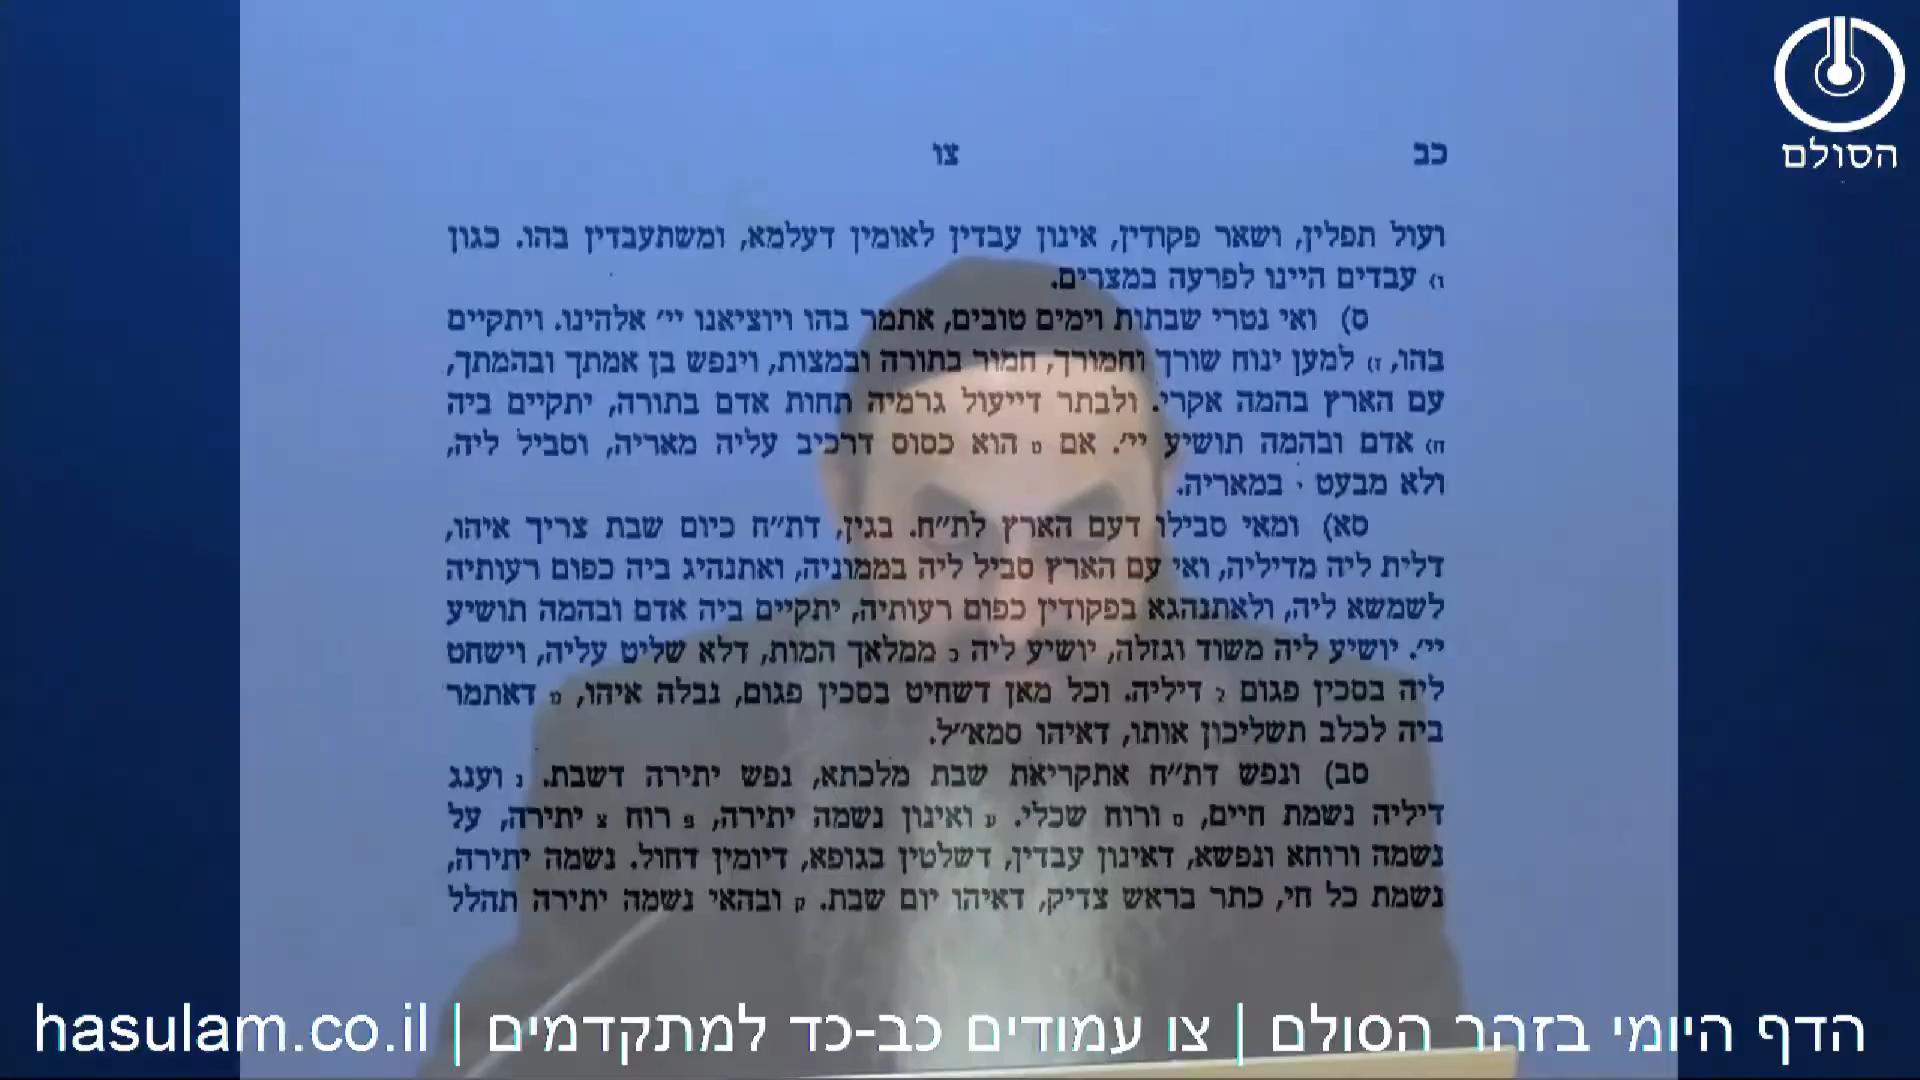 הסולם
כב צו
ועול תפלין, ושאר פקודין, אינון עבדין לאומין דעלמא, ומשתעבדין בהו. כגון
ו) עבדים היינו לפרעה במצרים.
ס) ואי נטרי שבתות וימים טובים, אתמר בהו ויוציאנו יי׳ אלהינו. ויתקיים
בהו, ז) למען ינוח שורך וחמורך, חמור בתורה ובמצות, וינפש בן אמתך ובהמתך,
עם הארץ בהמה אקרי. ולבתר דייעול גרמיה תחות אדם בתורה, יתקיים ביה
ח) אדם ובהמה תושיע יי׳. אם ט הוא כסוס דרכיב עליה מאריה, וסביל ליה,
ולא מבעט י במאריה.
סא) ומאי סבילו דעם הארץ לת״ח. בגין, דת״ח כיום שבת צריך איהו,
דלית ליה מדיליה, ואי עם הארץ סביל ליה בממוניה, ואתנהיג ביה כפום רעותיה
לשמשא ליה, ולאתנהגא בפקודין כפום רעותיה, יתקיים ביה אדם ובהמה תושיע
יי׳. יושיע ליה משוד וגזלה, יושיע ליה כ ממלאך המות, דלא שליט עליה, וישחט
ליה בסכין פגום ל דיליה. וכל מאן דשחיט בסכין פגום, נבלה איהו, מ דאתמר
ביה לכלב תשליכון אותו, דאיהו סמא״ל.
סב) ונפש דת״ח אתקריאת שבת מלכתא, נפש יתירה דשבת. נ וענג
דיליה נשמת חיים, ס ורוח שכלי. ע ואינון נשמה יתירה, פ רוח צ יתירה, על
נשמה ורוחא ונפשא, דאינון עבדין, דשלטין בגופא, דיומין דחול. נשמה יתירה,
נשמת כל חי, כתר בראש צדיק, דאיהו יום שבת. ק ובהאי נשמה יתירה תהלל
הדף היומי בזהר הסולם | צו עמודים כב-כד למתקדמים | hasulam.co.il